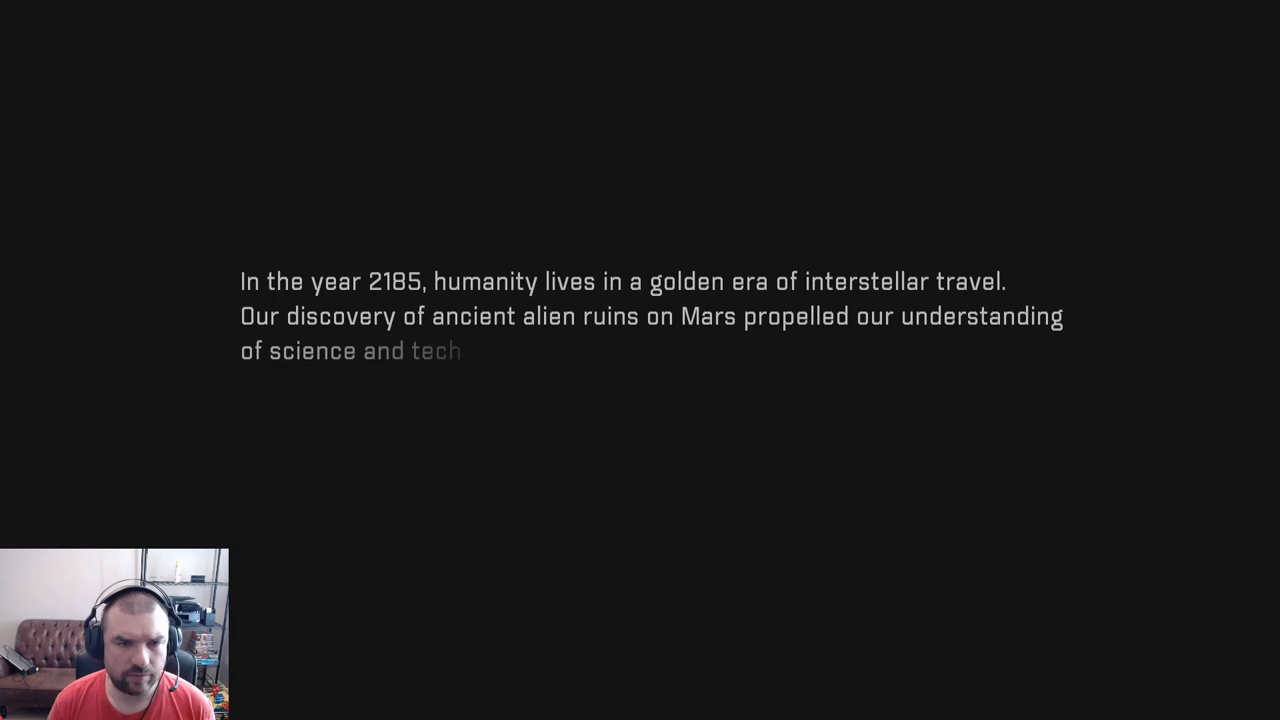 In the year 2185, humanity lives in a golden era of interstellar travel.
Our discovery of ancient alien ruins on Mars propelled our understanding
of science and tech